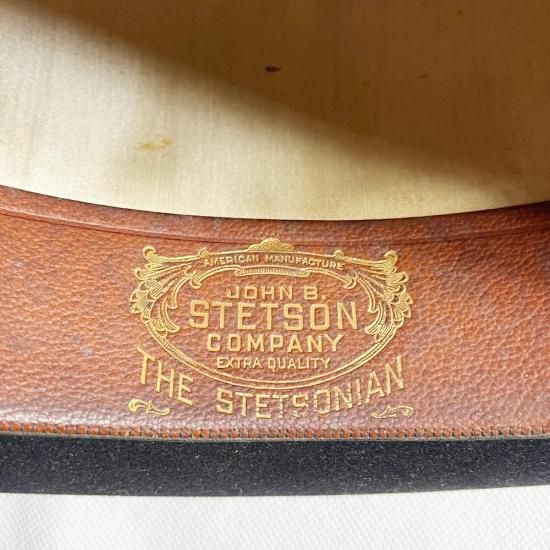 AMERICAN MANUFACTURE
JOHN B.
STETSON
COMPANY
EXTRA QUALITY
THE STETSONIAN